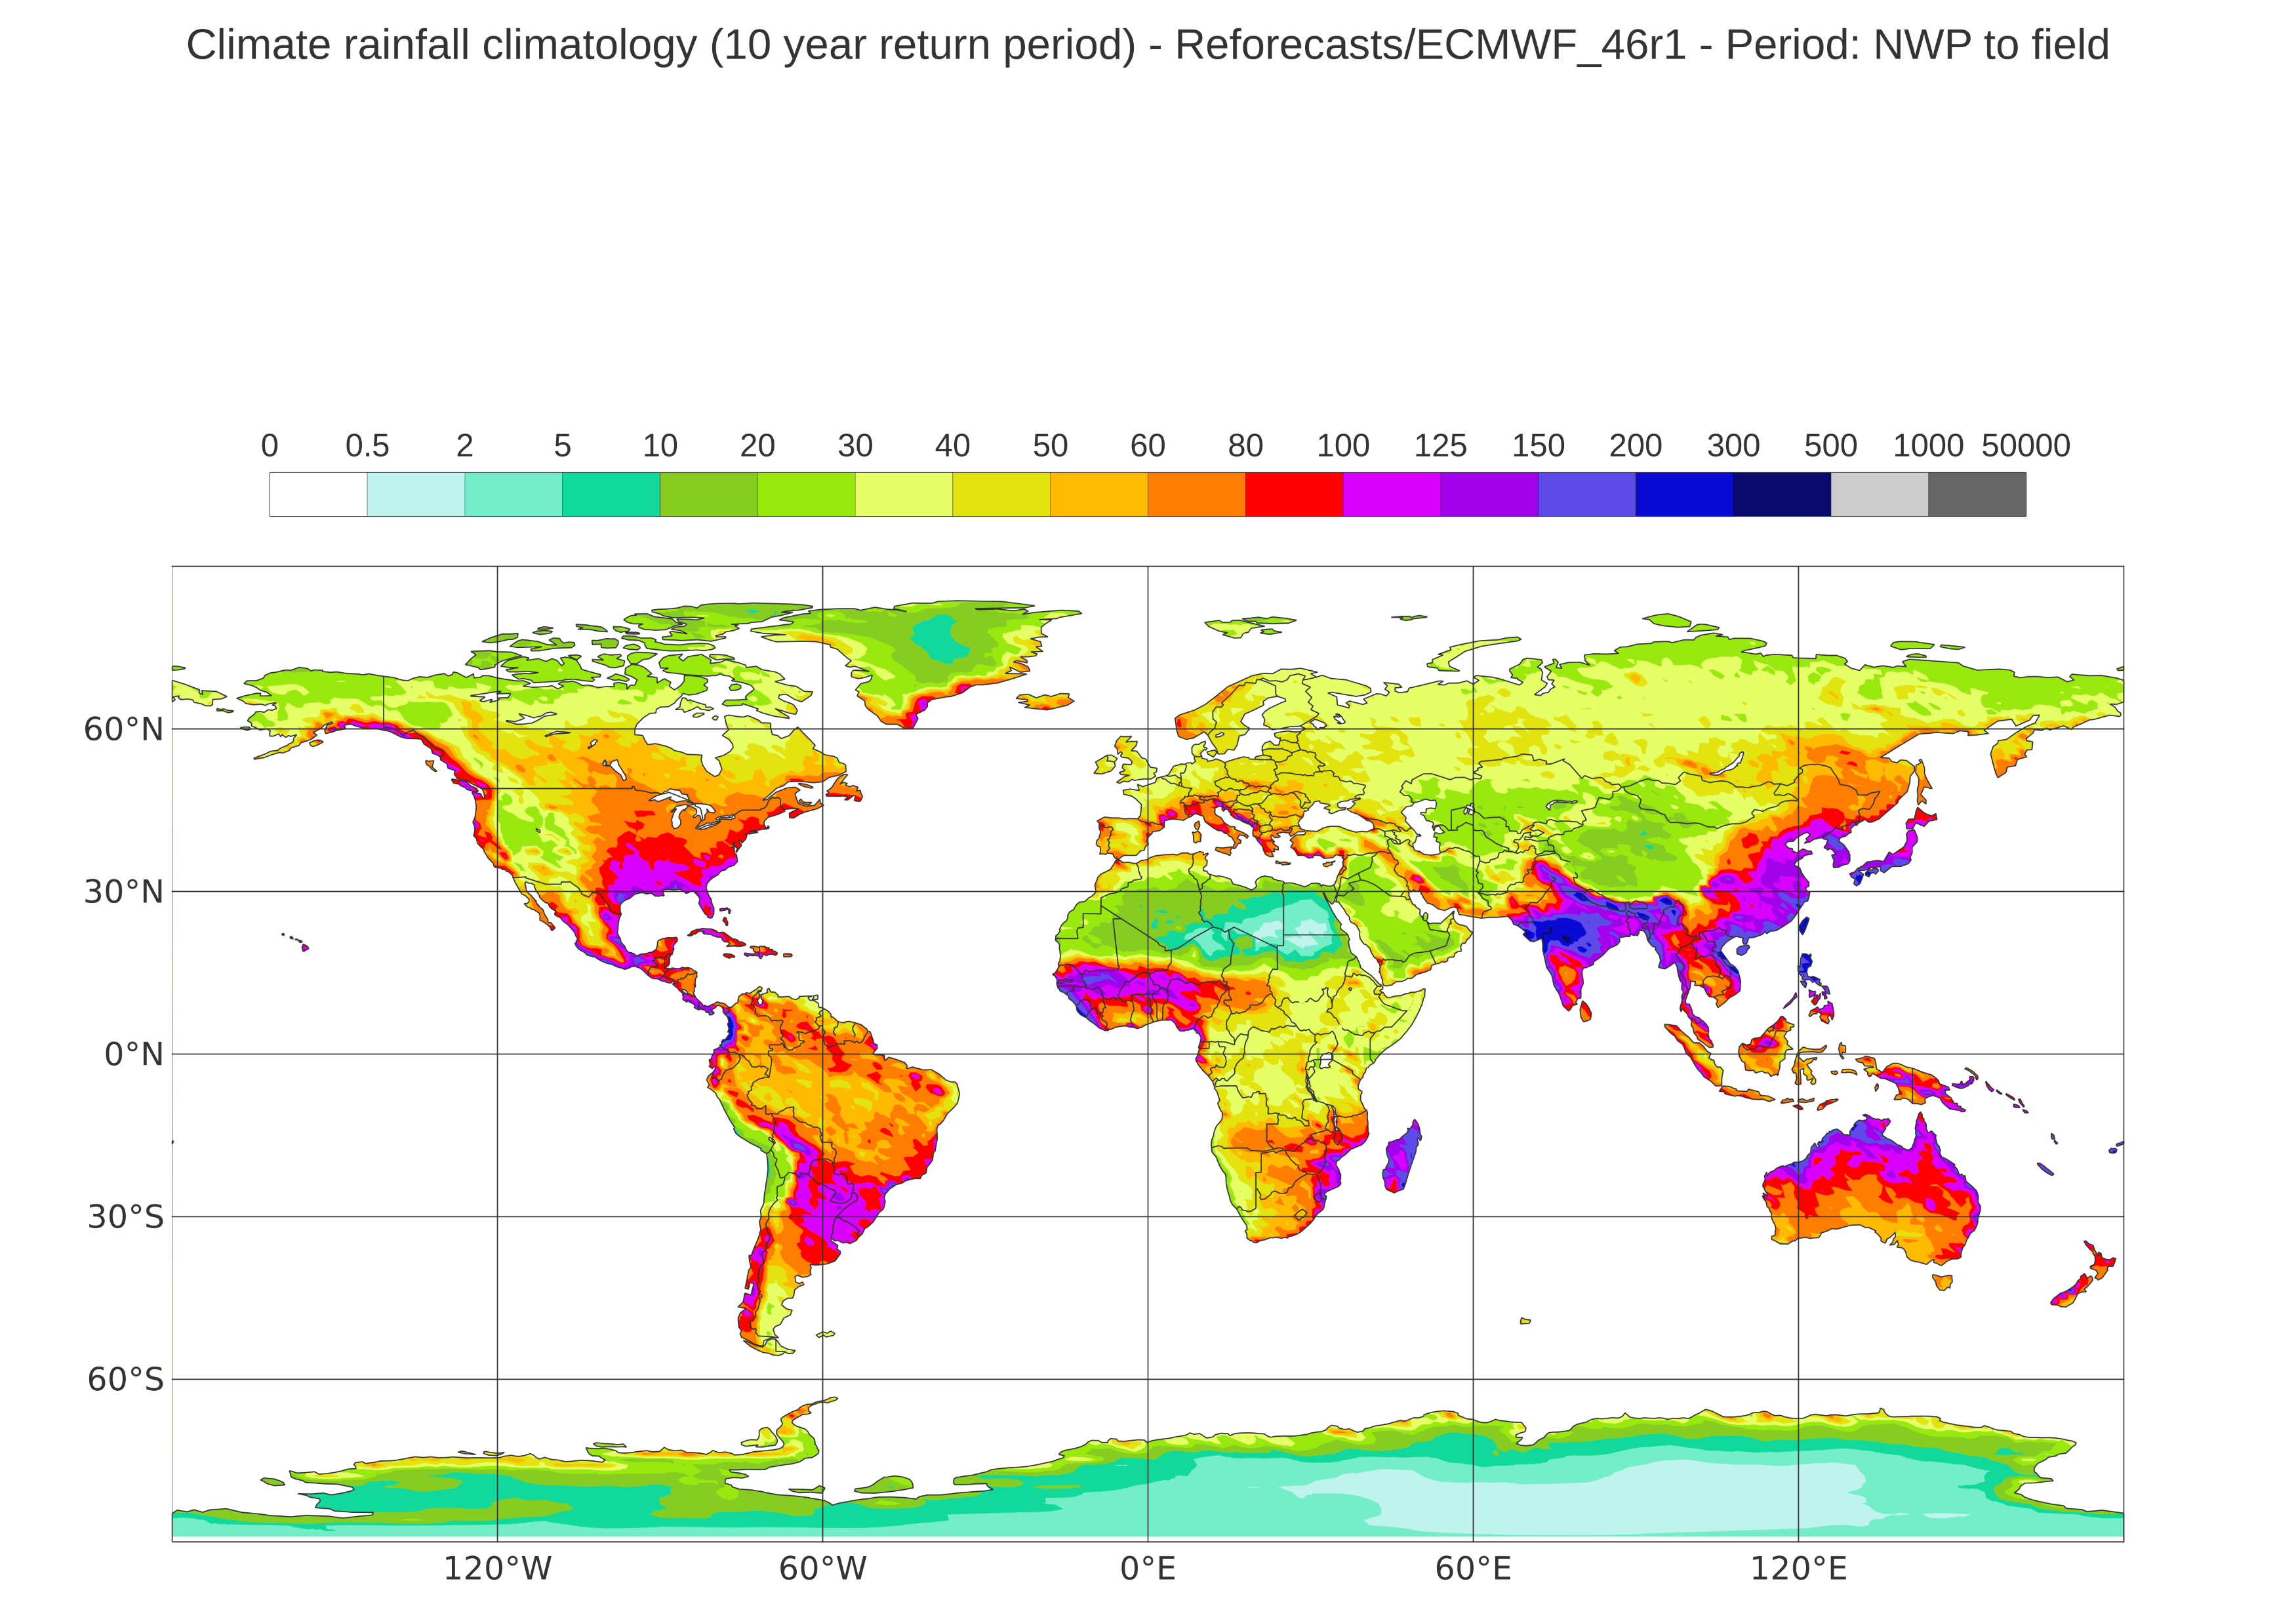 Climate rainfall climatology (10 year return period) - Reforecasts/ECMWF_46r1 - Period: NWP to field
0 0.5 2 5 10 20 30 40 50 60 80 100 125 150 200 300 500 1000 50000
60°N
30°N
0°N
30°S
60°S
120°W 60°W 0°E 60°E 120°E